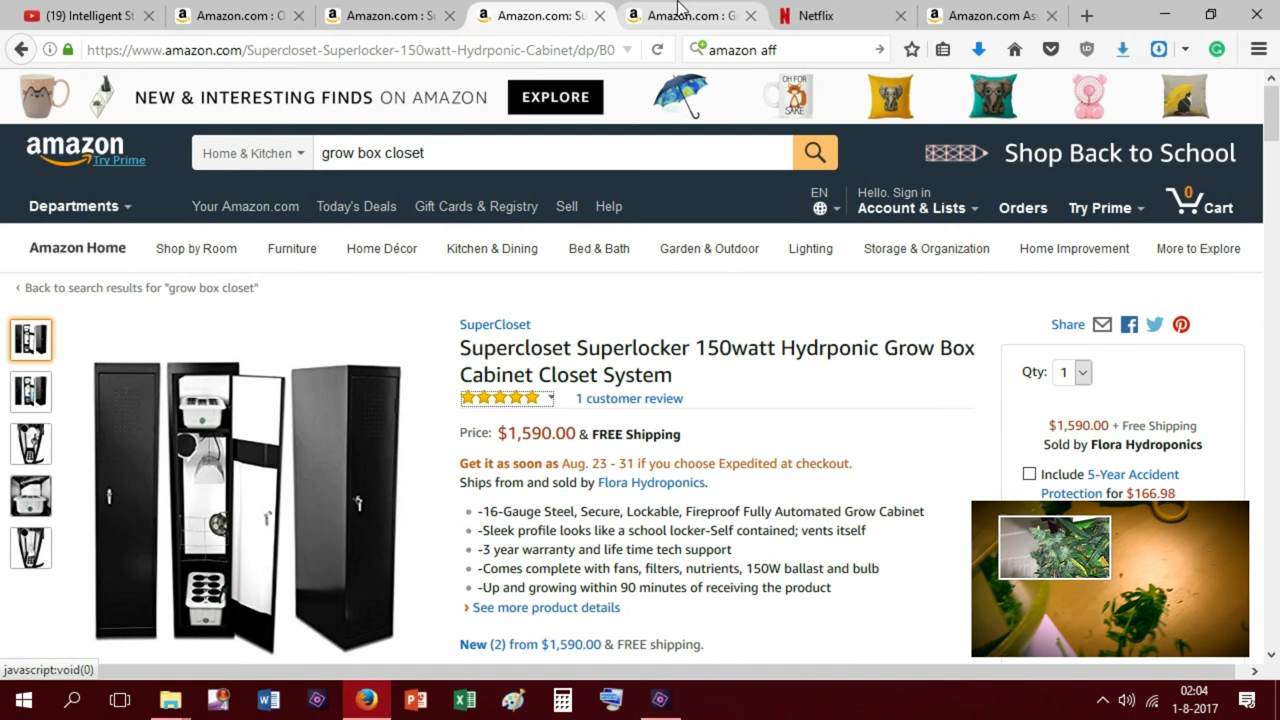 (19) Intelligent St
Amazon.com : O
Amazon.com : S
Amazon.com: Su
Amazon.com : G
Netflix
Amazon.com As
https://www.amazon.com/Supercloset-Superlocker-150watt-Hydrponic-Cabinet/dp/B0
amazon aff
NEW & INTERESTING FINDS ON AMAZON
EXPLORE
OH FOR
SAKE
amazon
Try Prime
Home & Kitchen
grow box closet
Shop Back to School
Departments
Your Amazon.com
Today's Deals
Gift Cards & Registry
Sell
Help
EN
Hello. Sign in
Account & Lists
Orders
Try Prime
0
Cart
Amazon Home
Shop by Room
Furniture
Home Décor
Kitchen & Dining
Bed & Bath
Garden & Outdoor
Lighting
Storage & Organization
Home Improvement
More to Explore
‹ Back to search results for "grow box closet"
SuperCloset
Supercloset Superlocker 150watt Hydrponic Grow Box
Cabinet Closet System
1 customer review
Price: $1,590.00 & FREE Shipping
Get it as soon as Aug. 23 - 31 if you choose Expedited at checkout.
Ships from and sold by Flora Hydroponics.
-16-Gauge Steel, Secure, Lockable, Fireproof Fully Automated Grow Cabinet
-Sleek profile looks like a school locker-Self contained; vents itself
-3 year warranty and life time tech support
-Comes complete with fans, filters, nutrients, 150W ballast and bulb
-Up and growing within 90 minutes of receiving the product
› See more product details
New (2) from $1,590.00 & FREE shipping.
Share
Qty: 1
$1,590.00 + Free Shipping
Sold by Flora Hydroponics
Include 5-Year Accident
Protection for $166.98
javascript:void(0)
02:04
1-8-2017